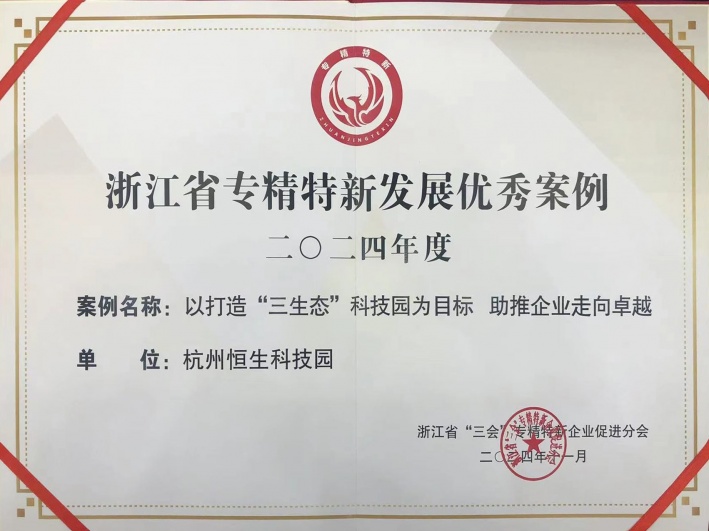 专精特新
ZHUANJINGTEXIN
浙江省专精特新发展优秀案例
二〇二四年度
案例名称：以打造“三生态”科技园为目标 助推企业走向卓越
单 位：杭州恒生科技园
浙江省“三会”专精特新企业促进分会
二〇二四年十一月